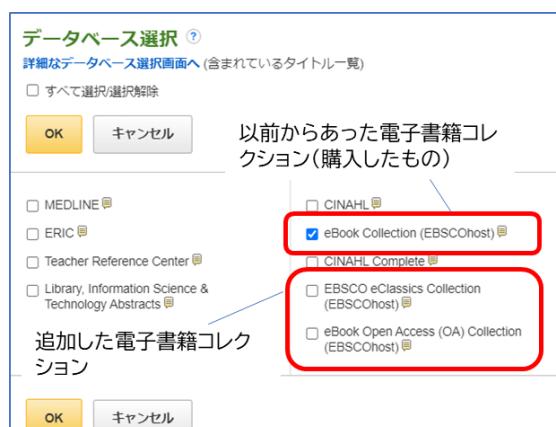 データベース選択 ?
詳細なデータベース選択画面へ (含まれているタイトル一覧)
すべて選択/選択解除
OK キャンセル
以前からあった電子書籍コレ
クション（購入したもの）
MEDLINE
ERIC
Teacher Reference Center
Library, Information Science &
Technology Abstracts
CINAHL
eBook Collection (EBSCOhost)
CINAHL Complete
EBSCO eClassics Collection
(EBSCOhost)
eBook Open Access (OA) Collection
(EBSCOhost)
追加した電子書籍コレク
ション
OK キャンセル